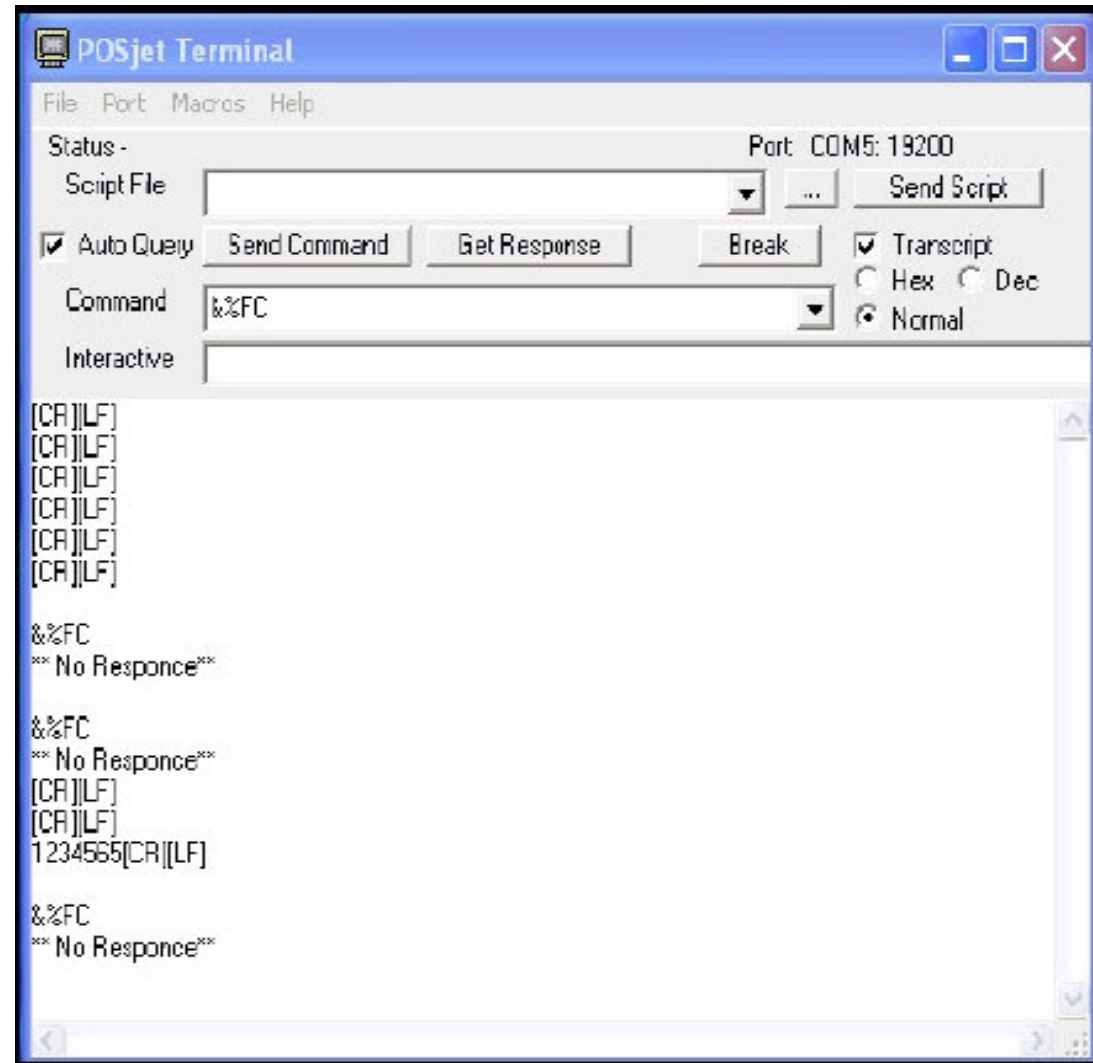 POSjet Terminal
File Port Macros Help
Status - Port: COM5: 19200
Script File ... Send Script
Auto Query Send Command Get Response Break Transcript
Hex Dec
Command &%FC Normal
Interactive
[CR][LF]
[CR][LF]
[CR][LF]
[CR][LF]
[CR][LF]
[CR][LF]
&%FC
** No Responce**
&%FC
** No Responce**
[CR][LF]
[CR][LF]
1234565[CR][LF]
&%FC
** No Responce**